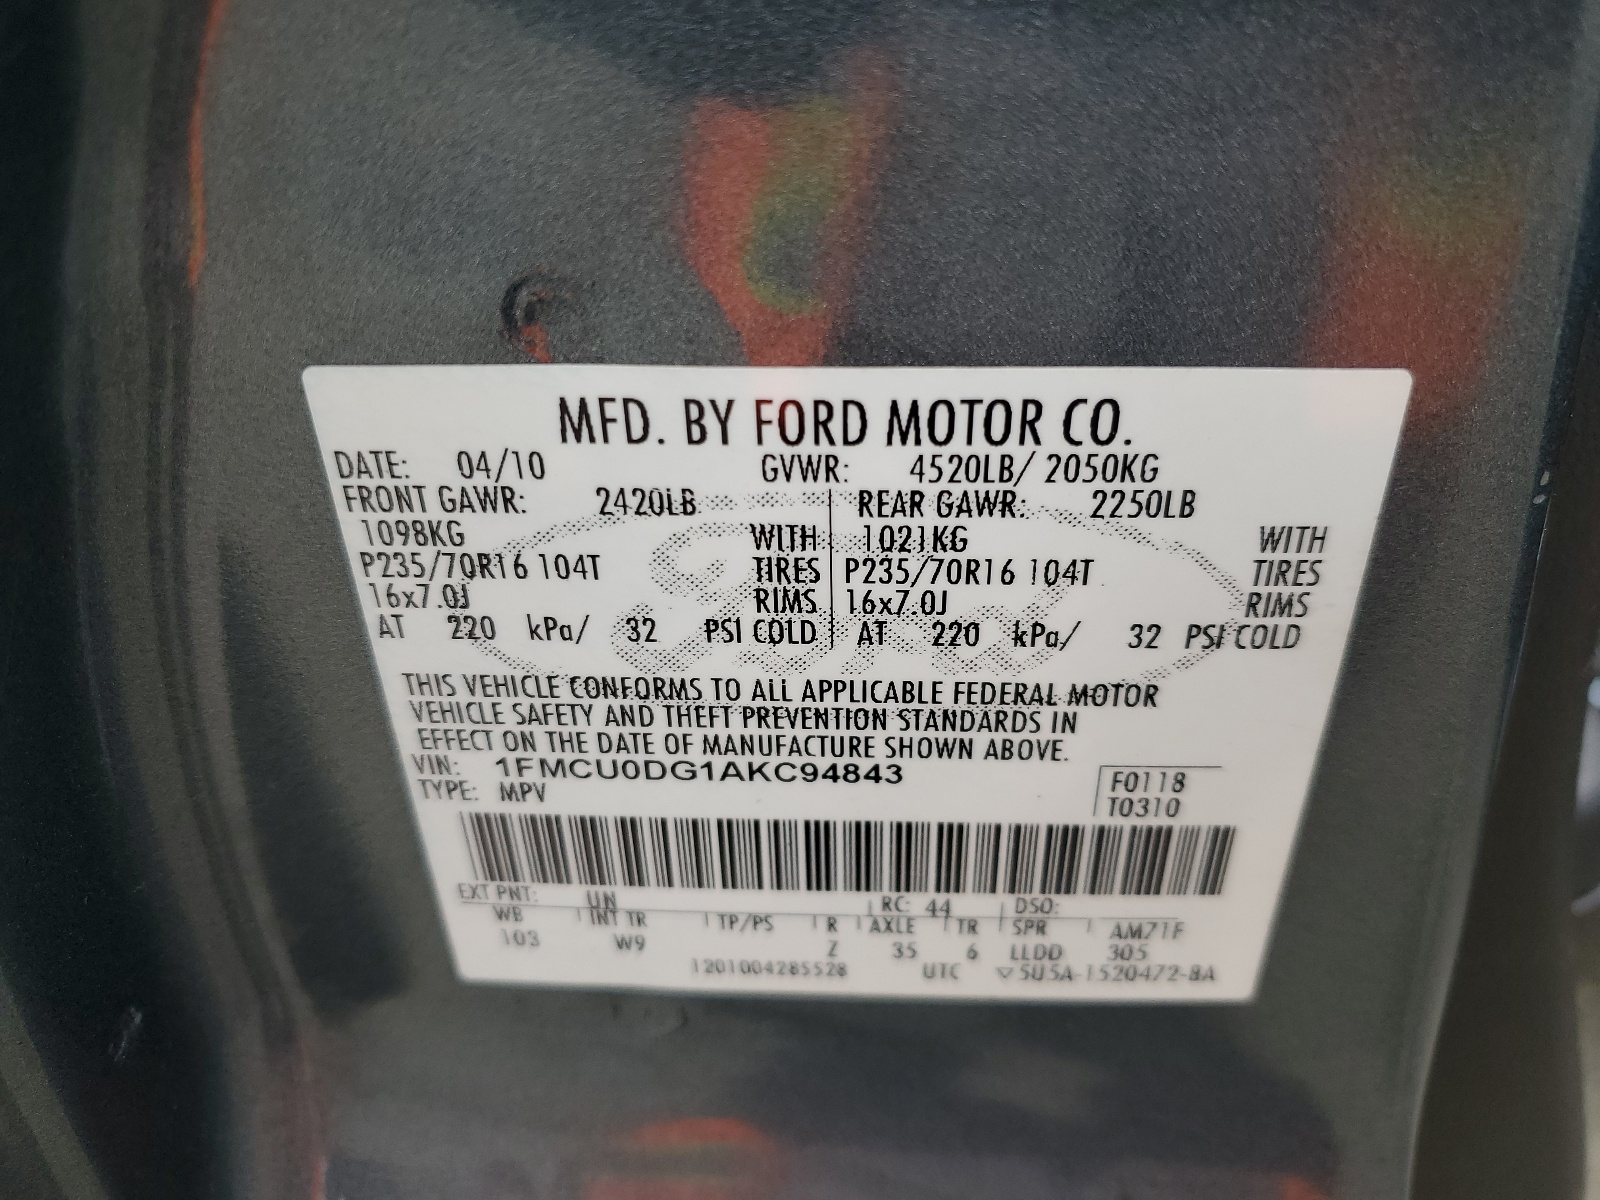 MFD. BY FORD MOTOR CO.
DATE: 04/10 GVWR: 4520LB/ 2050KG
FRONT GAWR: 2420LB REAR GAWR: 2250LB
1098KG WITH 1021KG WITH
P235/70R16 104T TIRES P235/70R16 104T TIRES
16x7.0J RIMS 16x7.0J RIMS
AT 220 kPa/ 32 PSI COLD AT 220 kPa/ 32 PSI COLD
THIS VEHICLE CONFORMS TO ALL APPLICABLE FEDERAL MOTOR
VEHICLE SAFETY AND THEFT PREVENTION STANDARDS IN
EFFECT ON THE DATE OF MANUFACTURE SHOWN ABOVE.
VIN: 1FMCU0DG1AKC94843
TYPE: MPV
F0118
T0310
EXT PNT: UN RC: 44 DSO:
WB INT TR TP/PS R AXLE TR SPR AM71F
103 W9 Z 35 6 LLDD 305
1201004285528 UTC ▽5U5A-1520472-BA
Ford